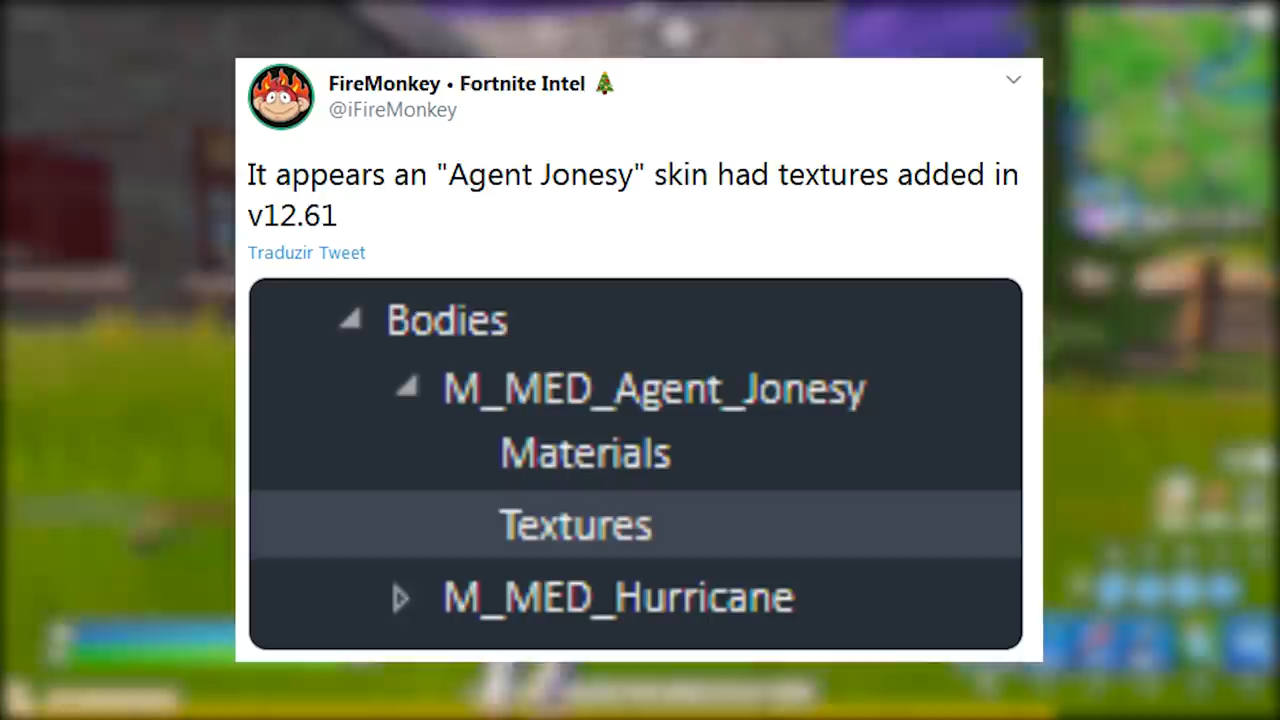 FireMonkey • Fortnite Intel 🎄
@iFireMonkey
It appears an "Agent Jonesy" skin had textures added in
v12.61
Traduzir Tweet
Bodies
M_MED_Agent_Jonesy
Materials
Textures
M_MED_Hurricane